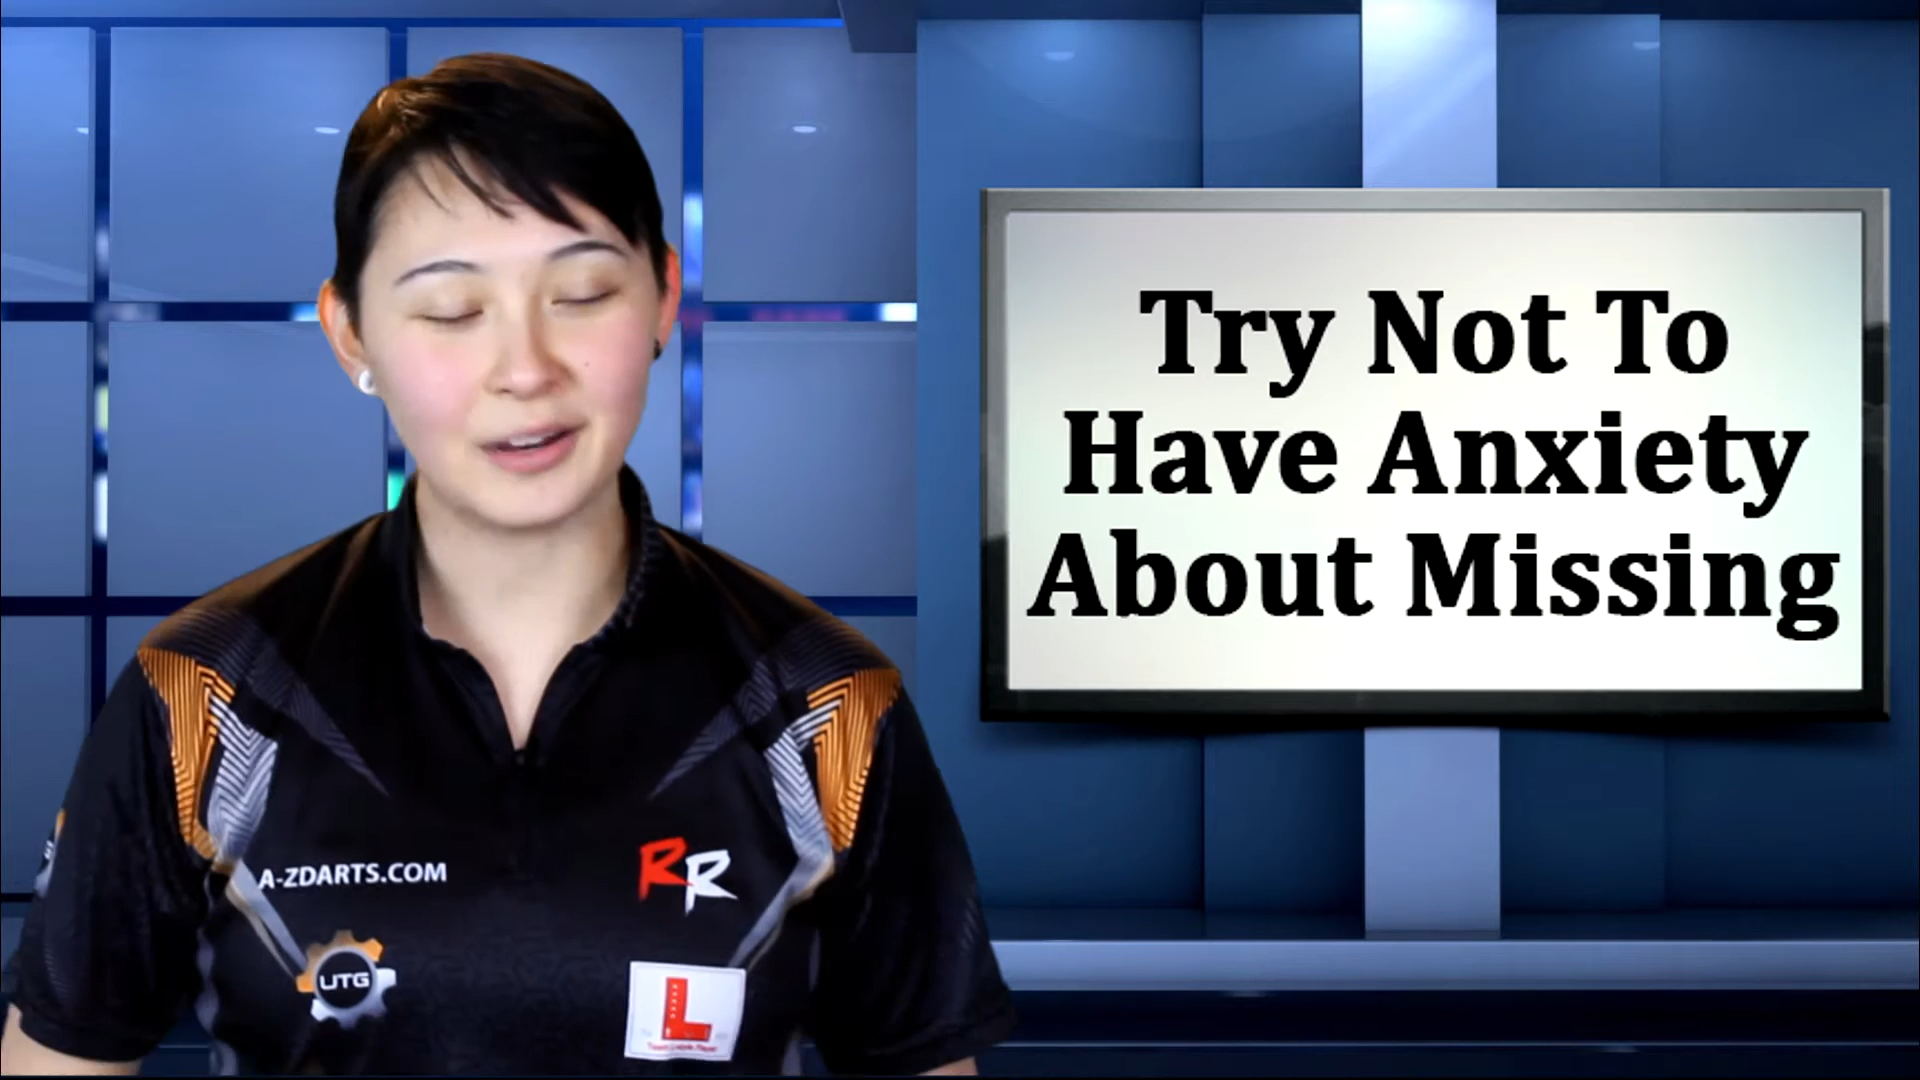 Try Not To
Have Anxiety
About Missing
A-ZDARTS.COM
RR
UTG
L